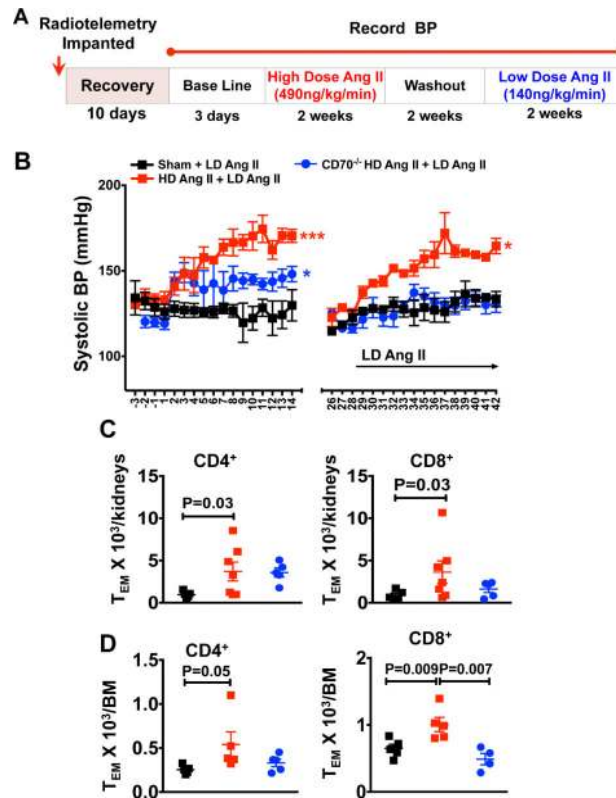 A
Radiotelemetry
Impanted
Record BP
Recovery
Base Line
High Dose Ang II
(490ng/kg/min)
Washout
Low Dose Ang II
(140ng/kg/min)
10 days
3 days
2 weeks
2 weeks
2 weeks
B
Sham + LD Ang II
CD70-/- HD Ang II + LD Ang II
HD Ang II + LD Ang II
Systolic BP (mmHg)
200
150
100
***
*
*
LD Ang II
-3 -2 -1 1 2 3 4 5 6 7 8 9 10 11 12 13 14
26 27 28 29 30 31 32 33 34 35 36 37 38 39 40 41 42
C
CD4+
TEM X 10³/kidneys
15
10
5
0
P=0.03
CD8+
TEM X 10³/kidneys
15
10
5
0
P=0.03
D
CD4+
TEM X 10³/BM
1.5
1.0
0.5
0.0
P=0.05
CD8+
TEM X 10³/BM
2
1
0
P=0.009
P=0.007